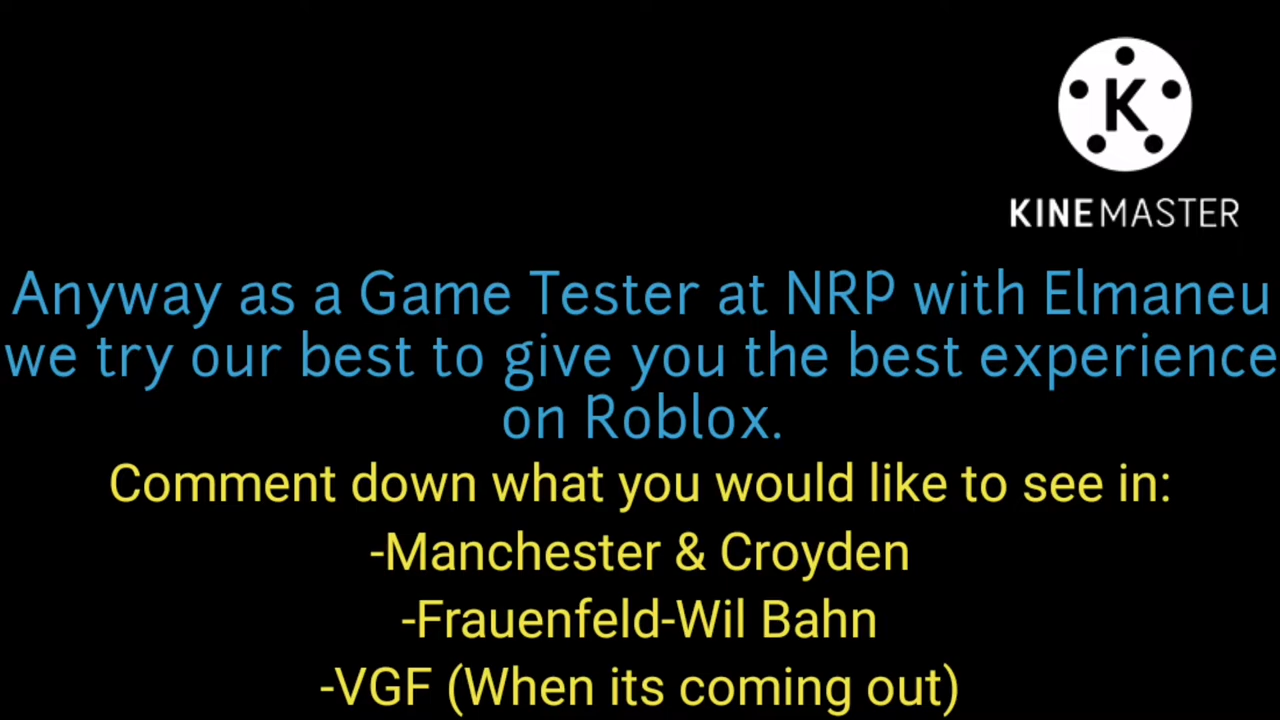 K
KINEMASTER
Anyway as a Game Tester at NRP with Elmaneu
we try our best to give you the best experience
on Roblox.
Comment down what you would like to see in:
-Manchester & Croyden
-Frauenfeld-Wil Bahn
-VGF (When its coming out)